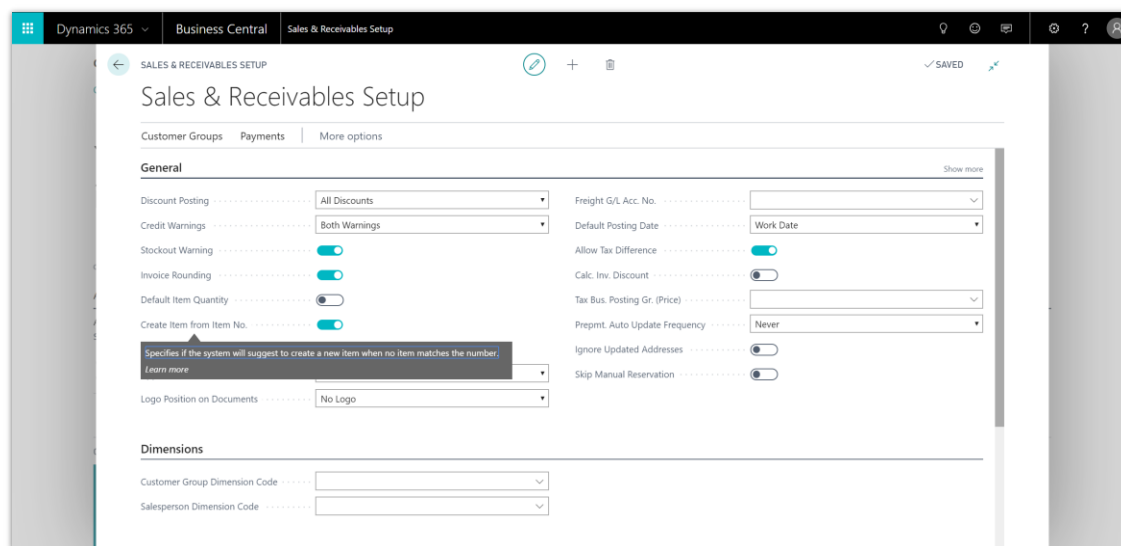 Dynamics 365 Business Central Sales & Receivables Setup ?
SALES & RECEIVABLES SETUP SAVED
Sales & Receivables Setup
Customer Groups Payments More options
General Show more
Discount Posting All Discounts Freight G/L Acc. No.
Credit Warnings Both Warnings Default Posting Date Work Date
Stockout Warning Allow Tax Difference
Invoice Rounding Calc. Inv. Discount
Default Item Quantity Tax Bus. Posting Gr. (Price)
Create Item from Item No. Prepmt. Auto Update Frequency Never
Specifies if the system will suggest to create a new item when no item matches the number. Ignore Updated Addresses
Learn more Skip Manual Reservation
Logo Position on Documents No Logo
Dimensions
Customer Group Dimension Code
Salesperson Dimension Code